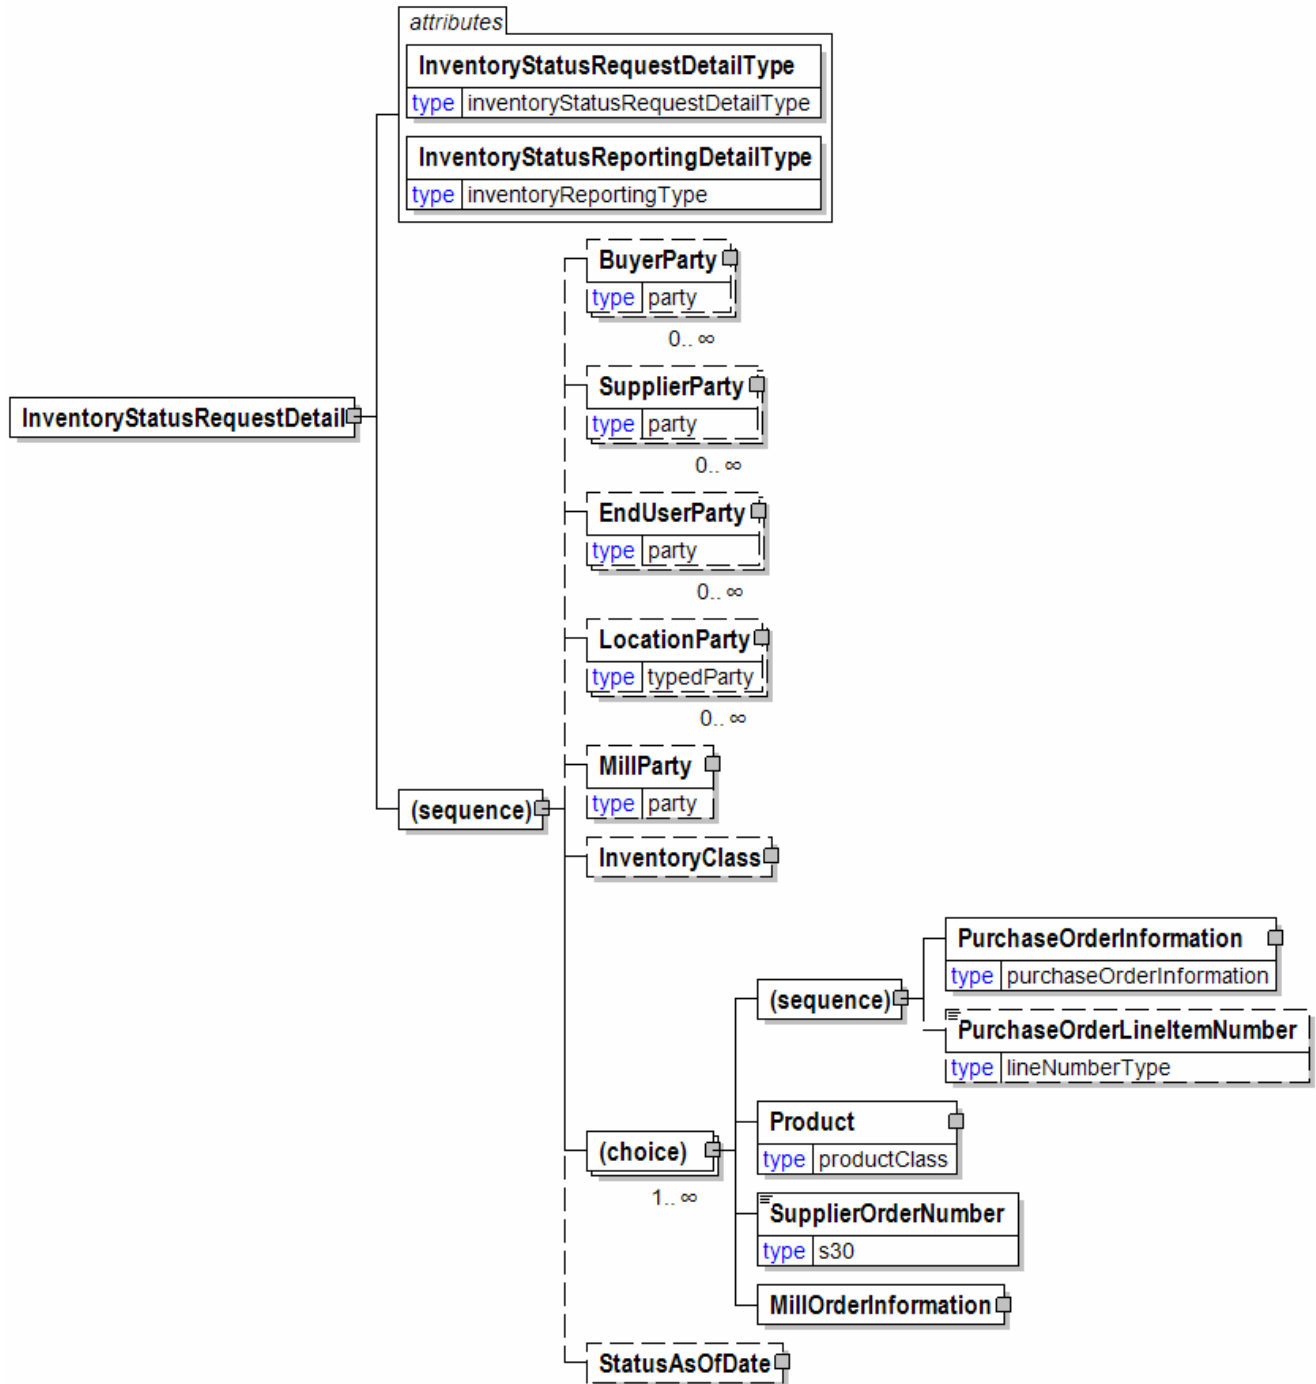 attributes
InventoryStatusRequestDetailType
type inventoryStatusRequestDetailType
InventoryStatusReportingDetailType
type inventoryReportingType
BuyerParty
type party
0.. ∞
SupplierParty
type party
0.. ∞
InventoryStatusRequestDetail
EndUserParty
type party
0.. ∞
LocationParty
type typedParty
0.. ∞
MillParty
type party
(sequence)
InventoryClass
PurchaseOrderInformation
type purchaseOrderInformation
(sequence)
PurchaseOrderLineItemNumber
type lineNumberType
Product
type productClass
(choice)
1.. ∞
SupplierOrderNumber
type s30
MillOrderInformation
StatusAsOfDate